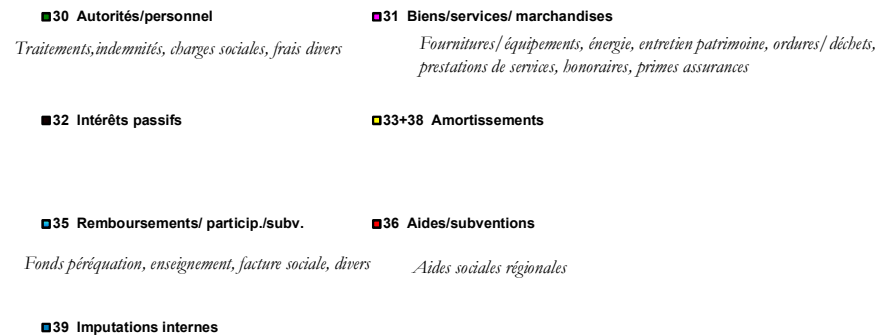 30 Autorités/personnel
Traitements,indemnités, charges sociales, frais divers
31 Biens/services/ marchandises
Fournitures/équipements, énergie, entretien patrimoine, ordures/déchets,
prestations de services, honoraires, primes assurances
32 Intérêts passifs
33+38 Amortissements
35 Remboursements/ particip./subv.
Fonds péréquation, enseignement, facture sociale, divers
36 Aides/subventions
Aides sociales régionales
39 Imputations internes